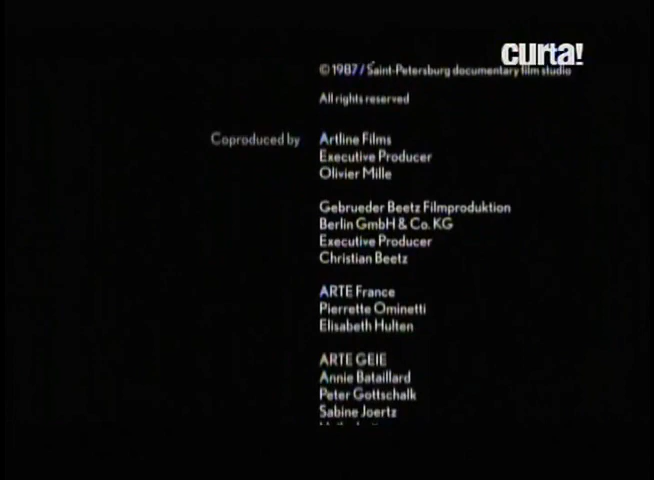 curta!
© 1987 / Saint-Petersburg documentary film studio
All rights reserved
Coproduced by Artline Films
Executive Producer
Olivier Mille
Gebrueder Beetz Filmproduktion
Berlin GmbH & Co. KG
Executive Producer
Christian Beetz
ARTE France
Pierrette Ominetti
Elisabeth Hulten
ARTE GEIE
Annie Bataillard
Peter Gottschalk
Sabine Joertz